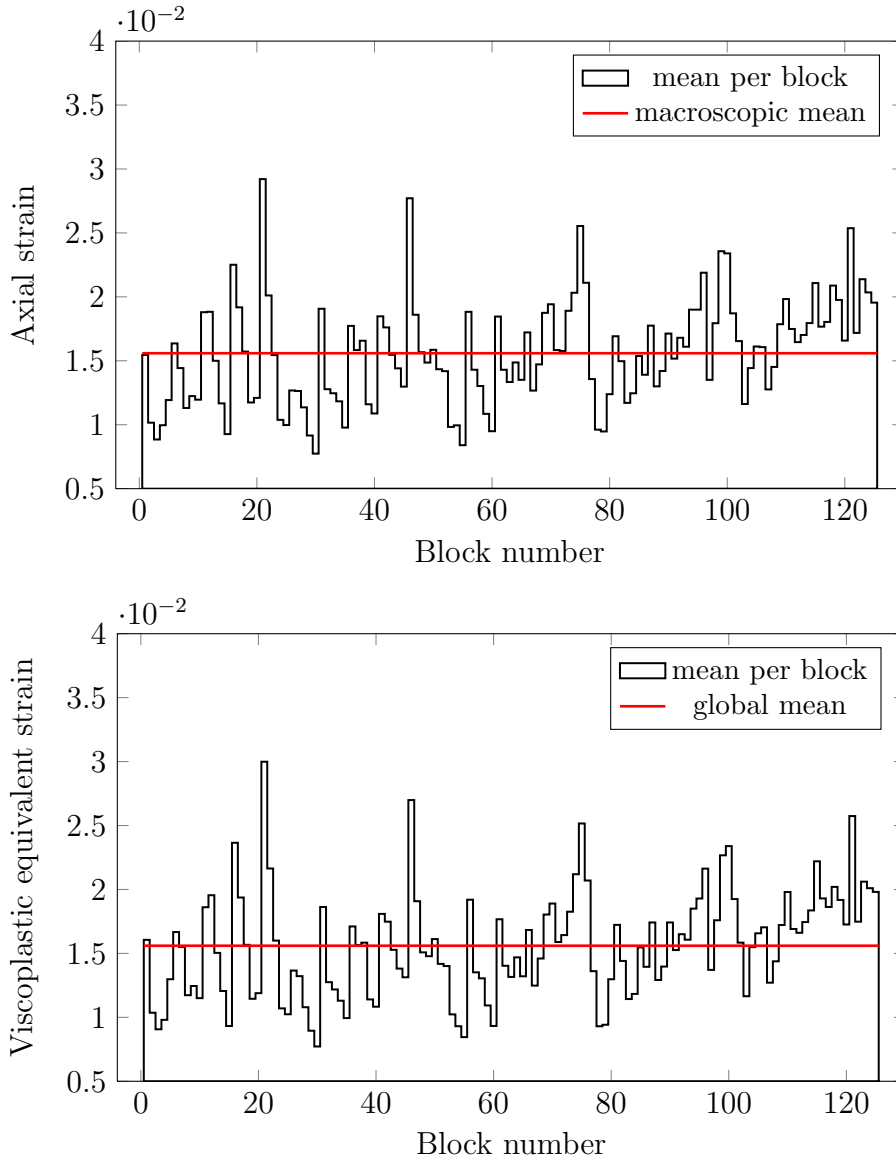 ·10⁻²
4
3.5
3
2.5
2
1.5
1
0.5
0 20 40 60 80 100 120
Axial strain
Block number
mean per block
macroscopic mean
·10⁻²
4
3.5
3
2.5
2
1.5
1
0.5
0 20 40 60 80 100 120
Viscoplastic equivalent strain
Block number
mean per block
global mean